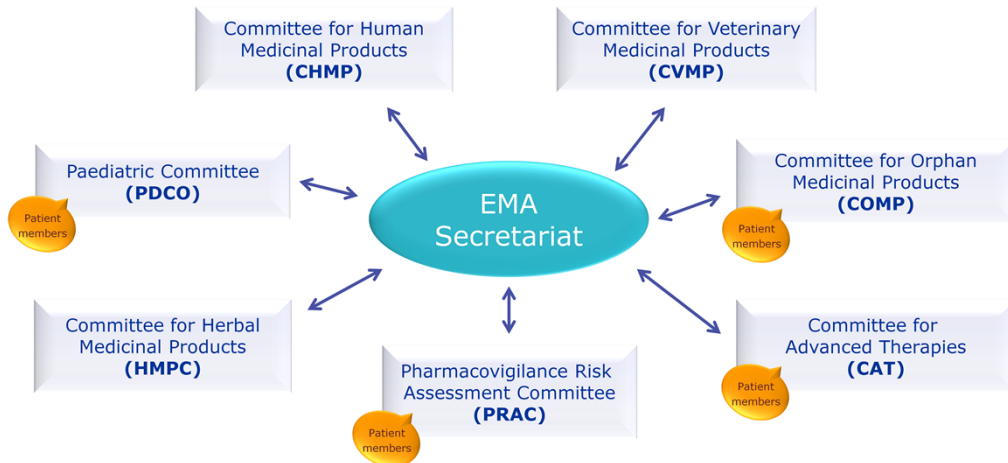 Committee for Human
Medicinal Products
(CHMP)
Committee for Veterinary
Medicinal Products
(CVMP)
Paediatric Committee
(PDCO)
Patient
members
EMA
Secretariat
Committee for Orphan
Medicinal Products
(COMP)
Patient
members
Committee for Herbal
Medicinal Products
(HMPC)
Pharmacovigilance Risk
Assessment Committee
(PRAC)
Patient
members
Committee for
Advanced Therapies
(CAT)
Patient
members